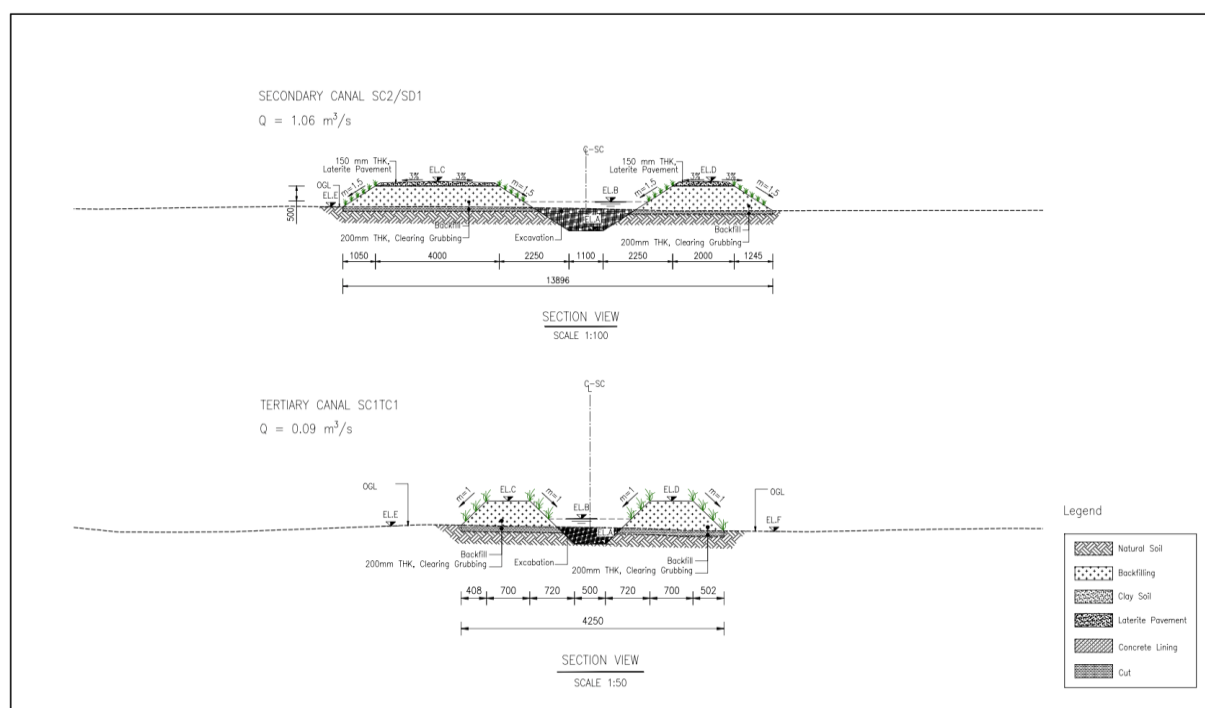 SECONDARY CANAL SC2/SD1
Q = 1.06 m³/s
C-SC
L
150 mm THK,
Laterite Pavement
EL.C
3%
3%
OGL
EL.E
m=1.5
m=1.5
500
EL.B
EL.A
150 mm THK,
Laterite Pavement
EL.D
3%
3%
m=1.5
m=1.5
Backfill
200mm THK, Clearing Grubbing
Excavation
Backfill
200mm THK, Clearing Grubbing
1050 4000 2250 1100 2250 2000 1245
13896
SECTION VIEW
SCALE 1:100
C-SC
L
TERTIARY CANAL SC1TC1
Q = 0.09 m³/s
OGL
EL.E
m=1
EL.C
m=1
EL.B
m=1
EL.D
m=1
OGL
EL.F
Backfill
200mm THK, Clearing Grubbing
Excabation
Backfill
200mm THK, Clearing Grubbing
408 700 720 500 720 700 502
4250
SECTION VIEW
SCALE 1:50
Legend
Natural Soil
Backfilling
Clay Soil
Laterite Pavement
Concrete Lining
Cut